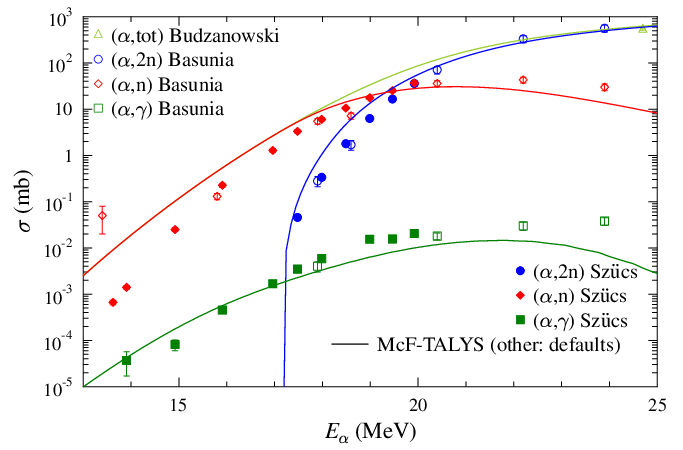 10³
10²
10
1
10⁻¹
10⁻²
10⁻³
10⁻⁴
10⁻⁵
σ (mb)
(α,tot) Budzanowski
(α,2n) Basunia
(α,n) Basunia
(α,γ) Basunia
(α,2n) Szücs
(α,n) Szücs
(α,γ) Szücs
McF-TALYS (other: defaults)
15 20 25
Eα (MeV)